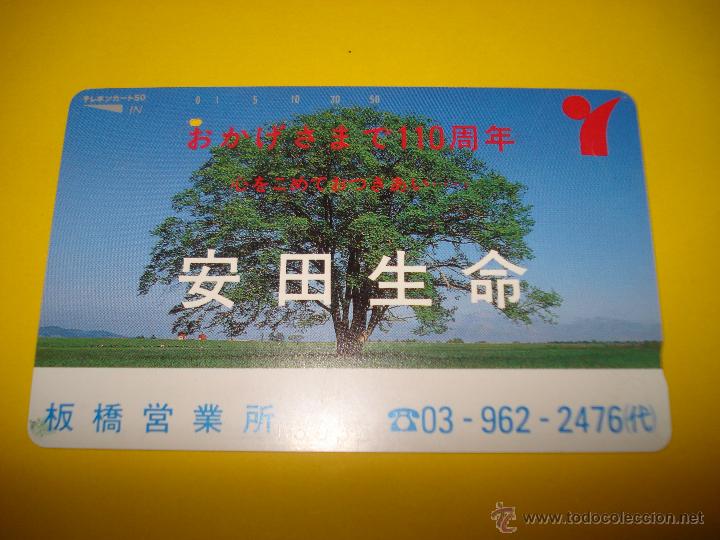 テレホンカード50
IN
0 1 5 10 30 50
おかげさまで110周年
心をこめておつきあい‥‥
安田生命
板橋営業所 ☎03-962-2476(代)
www.todocoleccion.net